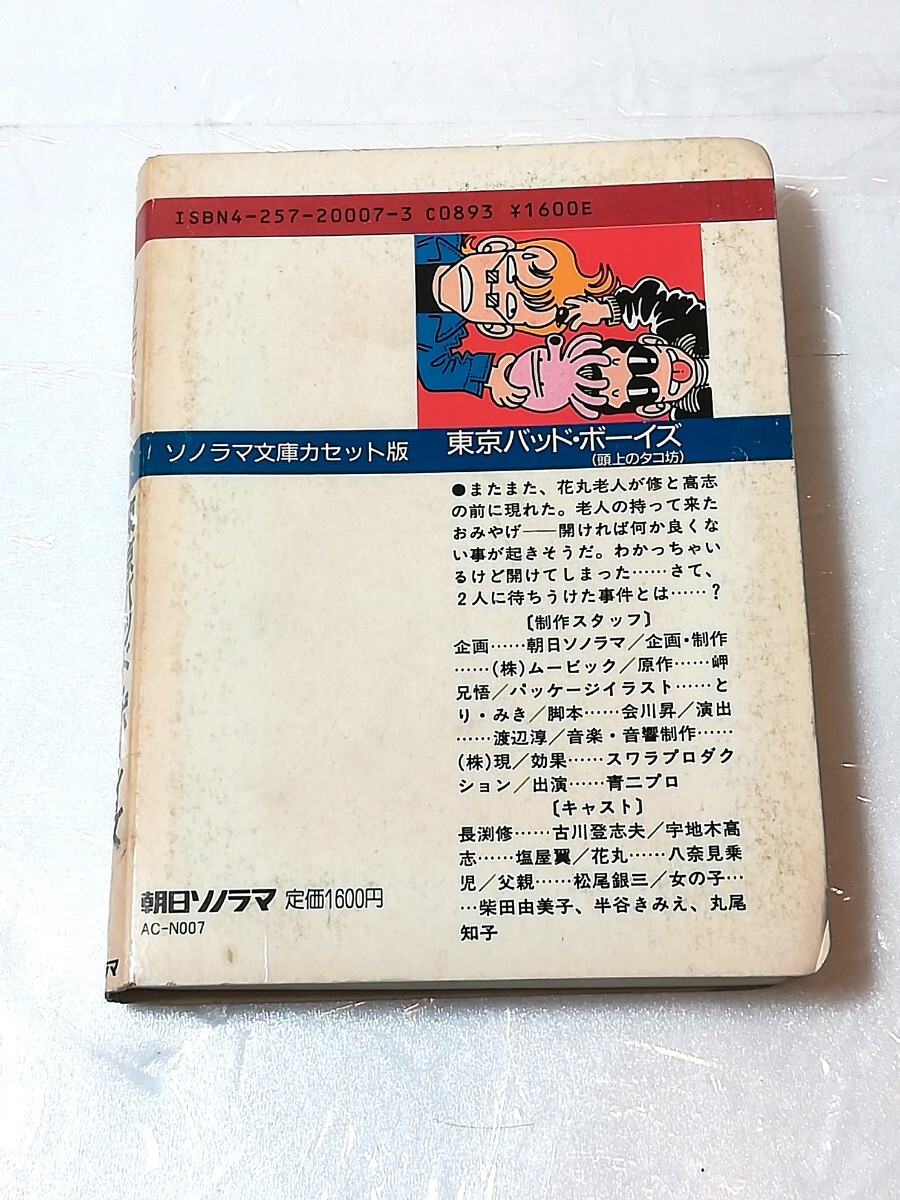 ISBN4-257-20007-3 C0893 ¥1600E
ソノラマ文庫カセット版 東京バッド・ボーイズ
(頭上のタコ坊)
●またまた、花丸老人が修と高志
の前に現れた。老人の持って来た
おみやげ——開ければ何か良くな
い事が起きそうだ。わかっちゃい
るけど開けてしまった……さて、
2人に待ちうけた事件とは……?
〔制作スタッフ〕
企画……朝日ソノラマ/企画・制作
……(株)ムービック/原作……岬
兄悟/パッケージイラスト……と
り・みき/脚本……会川昇/演出
……渡辺淳/音楽・音響制作……
(株)現/効果……スワラプロダク
ション/出演……青二プロ
〔キャスト〕
長渕修……古川登志夫/宇地木高
志……塩屋翼/花丸……八奈見乗
児/父親……松尾銀三/女の子…
…柴田由美子、半谷きみえ、丸尾
知子
朝日ソノラマ 定価1600円
AC-N007